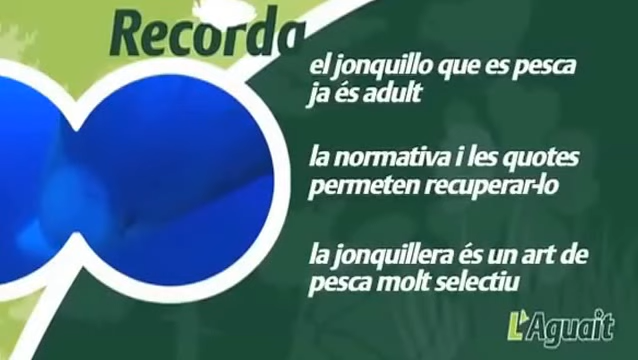 Recorda
el jonquillo que es pesca
ja és adult
la normativa i les quotes
permeten recuperar-lo
la jonquillera és un art de
pesca molt selectiu
L'Aguait